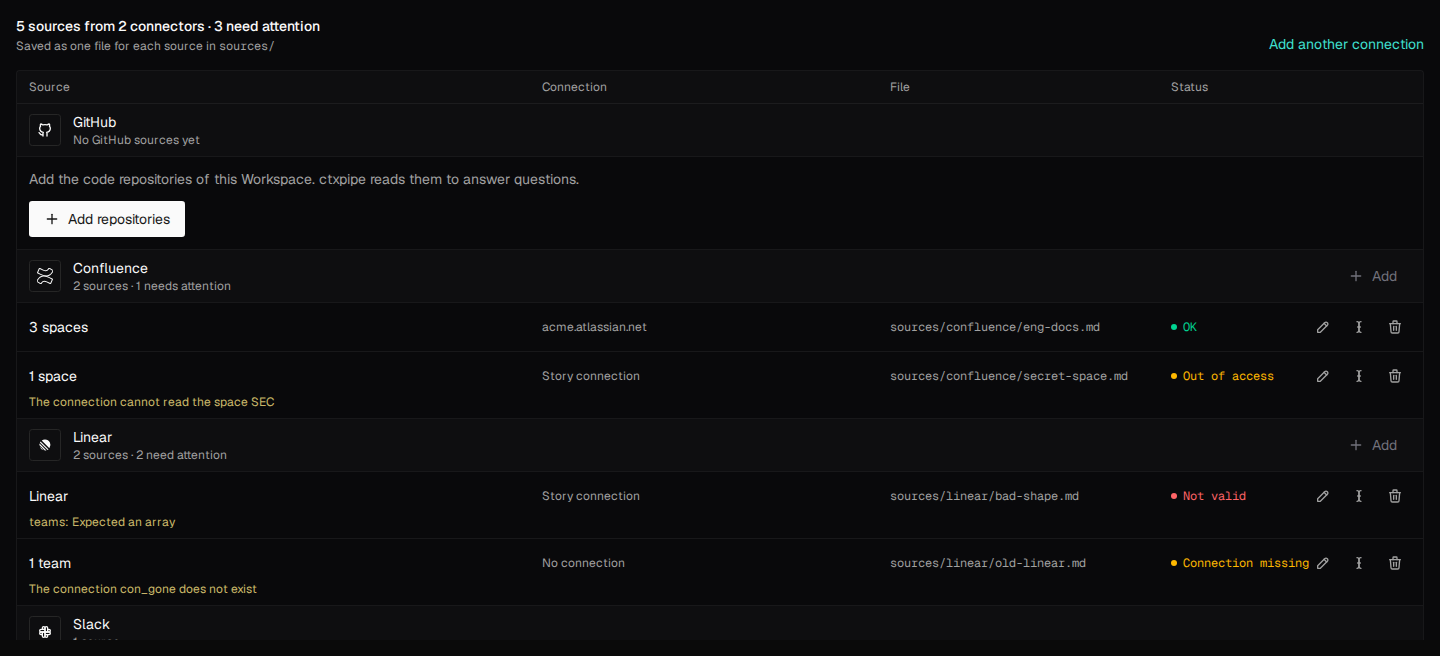 5 sources from 2 connectors · 3 need attention
Saved as one file for each source in sources/
Add another connection
Source Connection File Status
GitHub
No GitHub sources yet
Add the code repositories of this Workspace. ctxpipe reads them to answer questions.
+ Add repositories
Confluence
2 sources · 1 needs attention
+ Add
3 spaces acme.atlassian.net sources/confluence/eng-docs.md OK
1 space Story connection sources/confluence/secret-space.md Out of access
The connection cannot read the space SEC
Linear
2 sources · 2 need attention
+ Add
Linear Story connection sources/linear/bad-shape.md Not valid
teams: Expected an array
1 team No connection sources/linear/old-linear.md Connection missing
The connection con_gone does not exist
Slack